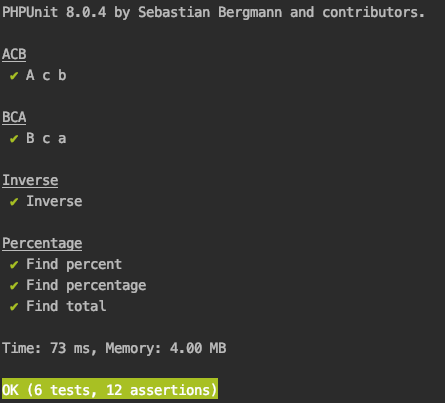 PHPUnit 8.0.4 by Sebastian Bergmann and contributors.
ACB
✔ A c b
BCA
✔ B c a
Inverse
✔ Inverse
Percentage
✔ Find percent
✔ Find percentage
✔ Find total
Time: 73 ms, Memory: 4.00 MB
OK (6 tests, 12 assertions)